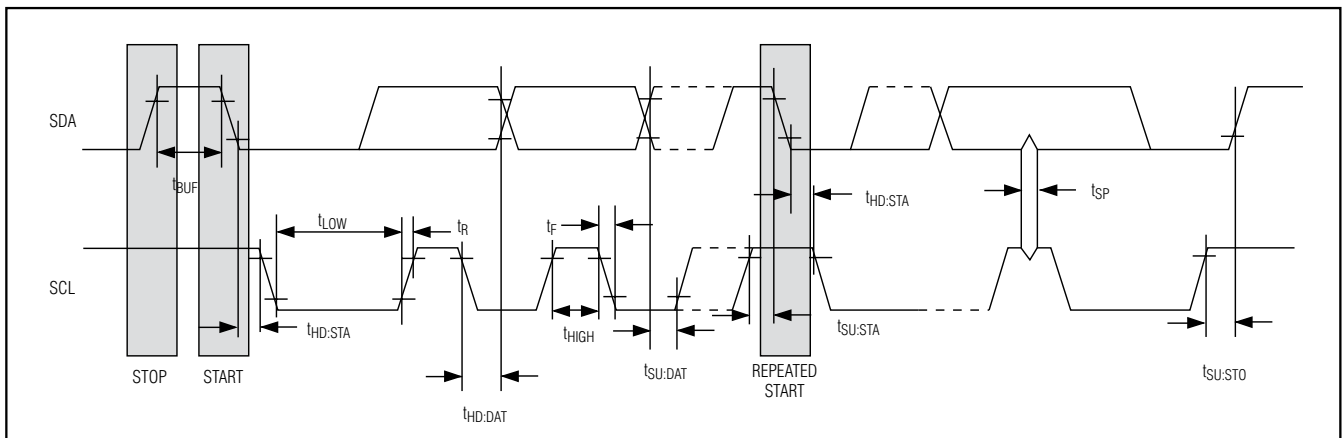 SDA
tBUF
tLOW
tR
tF
tHD:STA
tSP
SCL
tHD:STA
tHIGH
tSU:STA
STOP
START
tSU:DAT
REPEATED
START
tSU:STO
tHD:DAT